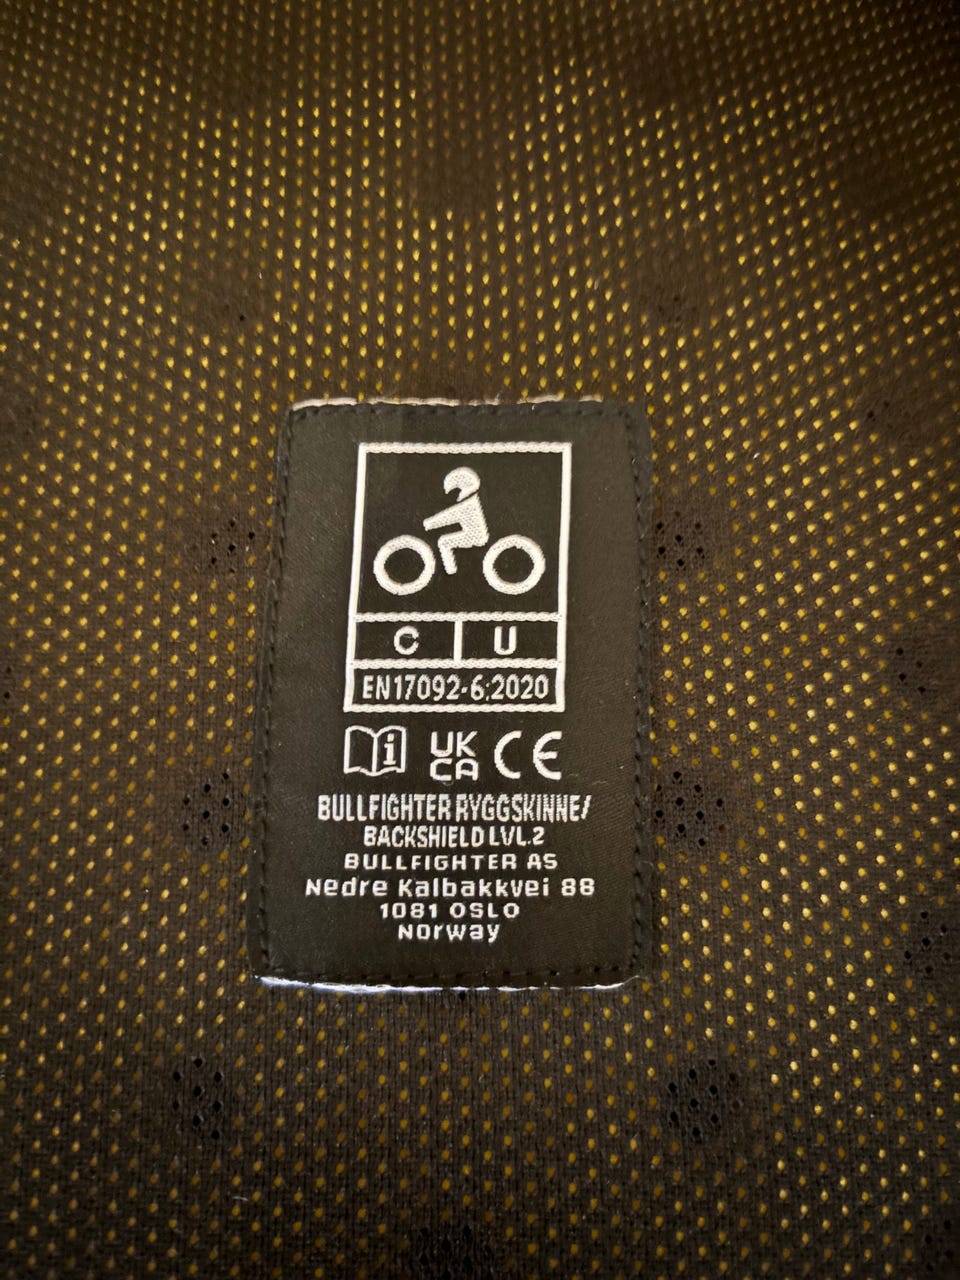 C U
EN17092-6:2020
i UK CA CE
BULLFIGHTER RYGGSKINNE/
BACKSHIELD LVL.2
BULLFIGHTER AS
Nedre Kalbakkvei 88
1081 OSLO
Norway